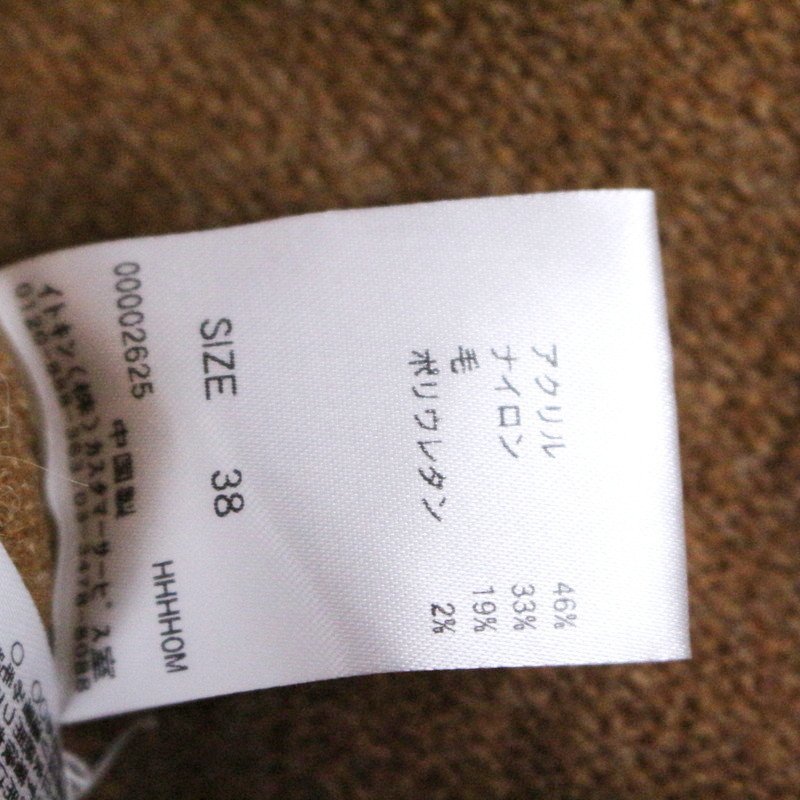 アクリル 46%
ナイロン 33%
毛 19%
ポリウレタン 2%
SIZE 38
HHHHOM
00002625 中国製
イトキン(株)カスタマーサービス室